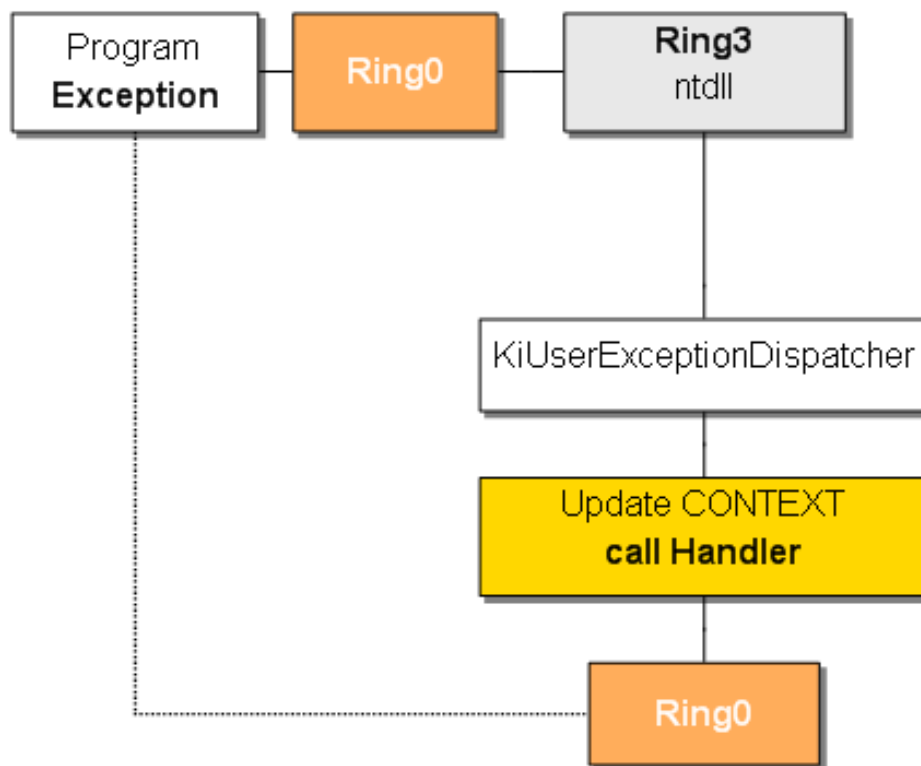 Program
Exception
Ring0
Ring3
ntdll
KiUserExceptionDispatcher
Update CONTEXT
call Handler
Ring0